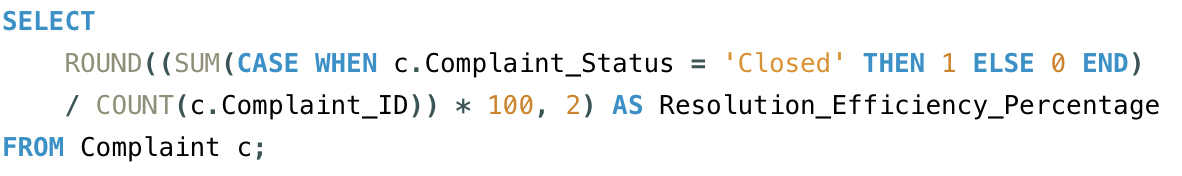 SELECT
    ROUND((SUM(CASE WHEN c.Complaint_Status = 'Closed' THEN 1 ELSE 0 END)
    / COUNT(c.Complaint_ID)) * 100, 2) AS Resolution_Efficiency_Percentage
FROM Complaint c;